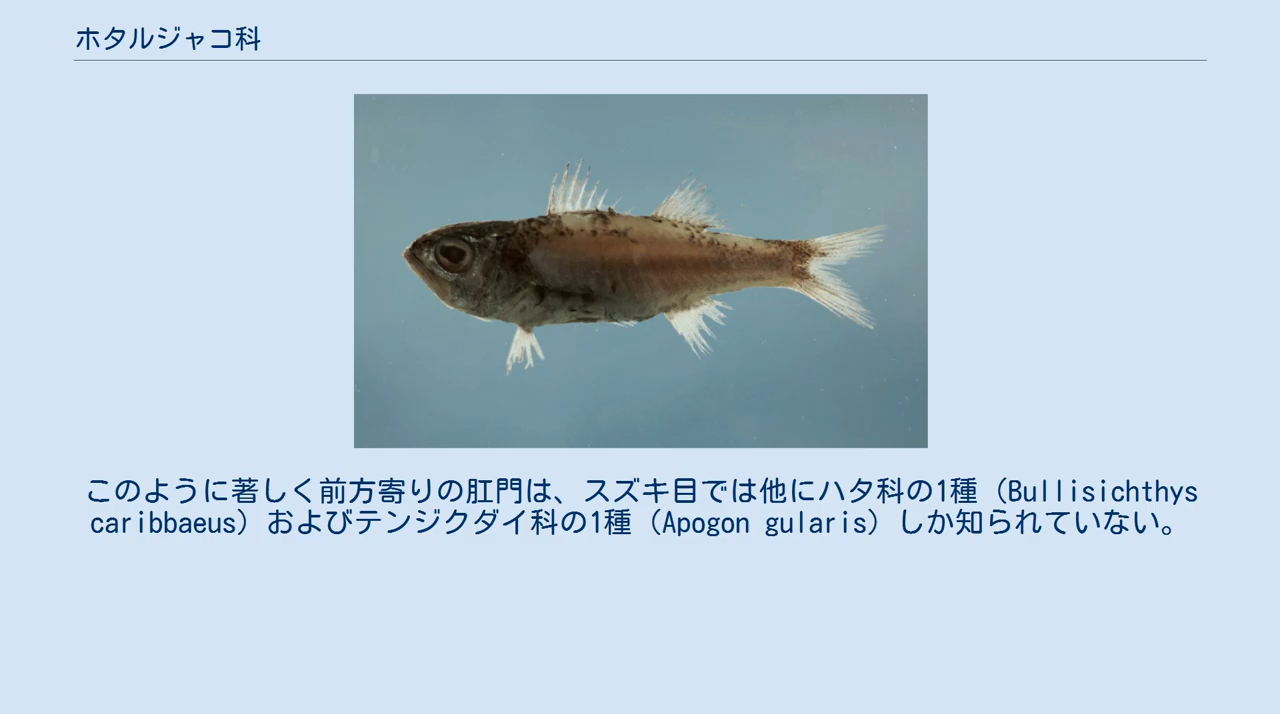 ホタルジャコ科
このように著しく前方寄りの肛門は、スズキ目では他にハタ科の1種（Bullisichthys
caribbaeus）およびテンジクダイ科の1種（Apogon gularis）しか知られていない。